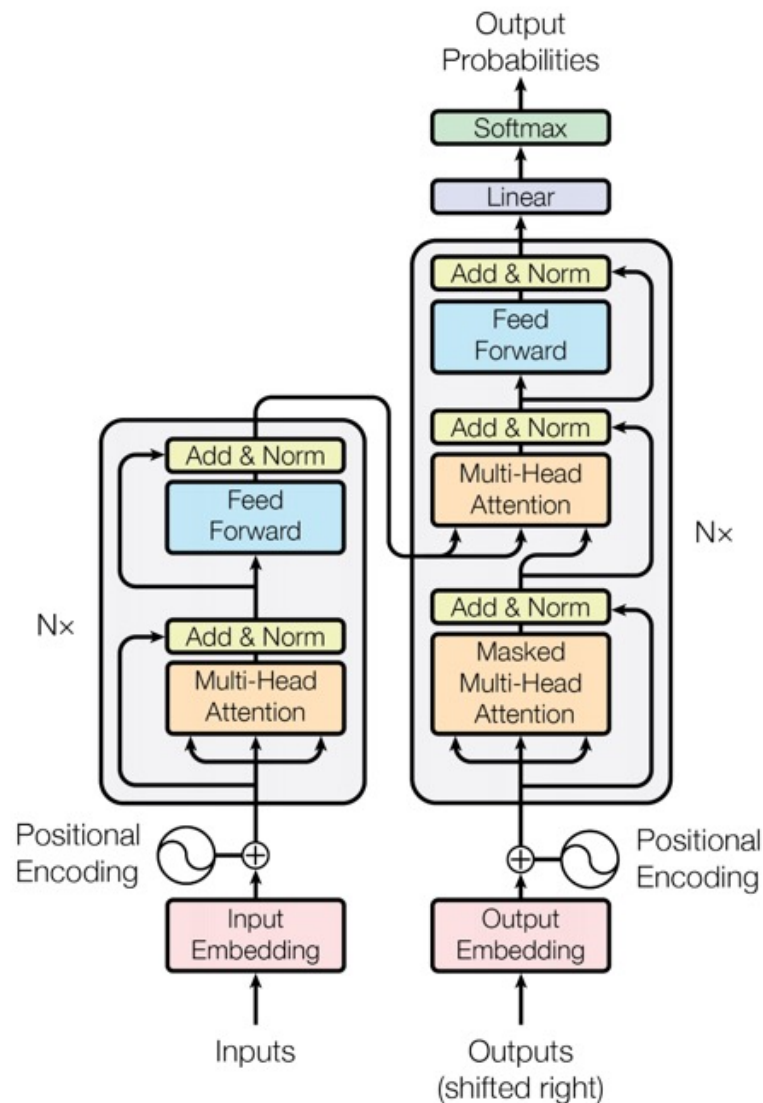 Output
Probabilities
Softmax
Linear
Add & Norm
Feed
Forward
Add & Norm
Multi-Head
Attention
Add & Norm
Masked
Multi-Head
Attention
Nx
Positional
Encoding
Output
Embedding
Outputs
(shifted right)
Add & Norm
Feed
Forward
Add & Norm
Multi-Head
Attention
Nx
Positional
Encoding
Input
Embedding
Inputs